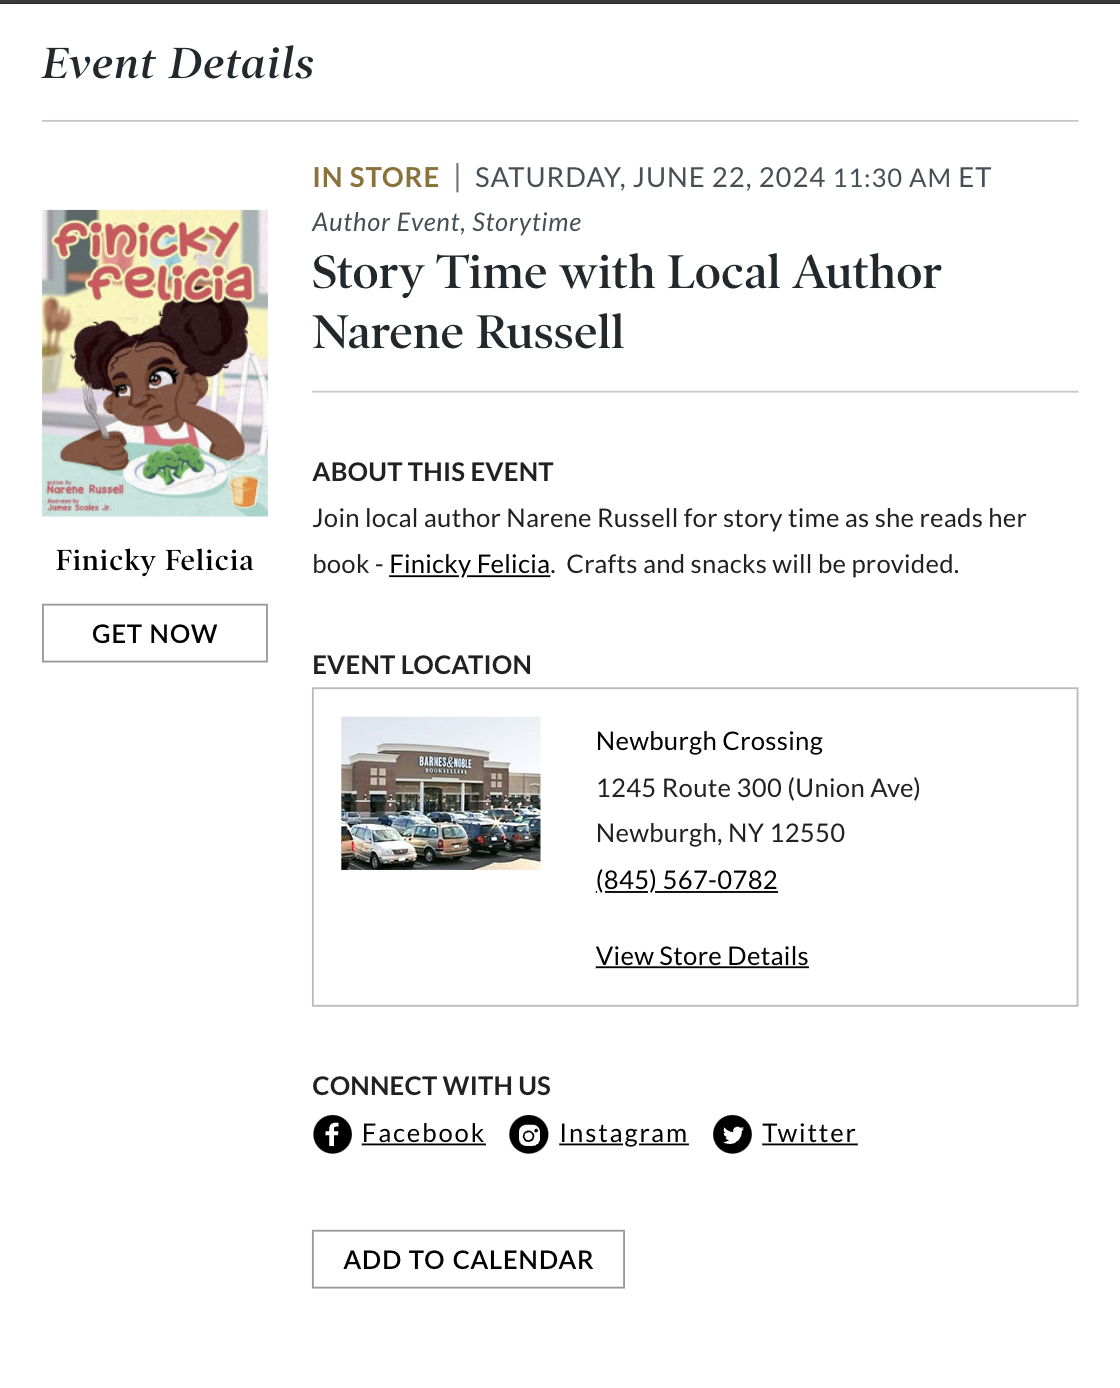 Event Details
IN STORE | SATURDAY, JUNE 22, 2024 11:30 AM ET
Author Event, Storytime
Story Time with Local Author
Narene Russell
finicky
felicia
written by
Narene Russell
illustrated by
James Scales Jr.
Finicky Felicia
GET NOW
ABOUT THIS EVENT
Join local author Narene Russell for story time as she reads her
book - Finicky Felicia.  Crafts and snacks will be provided.
EVENT LOCATION
BARNES&NOBLE
BOOKSELLERS
Newburgh Crossing
1245 Route 300 (Union Ave)
Newburgh, NY 12550
(845) 567-0782
View Store Details
CONNECT WITH US
Facebook Instagram Twitter
ADD TO CALENDAR